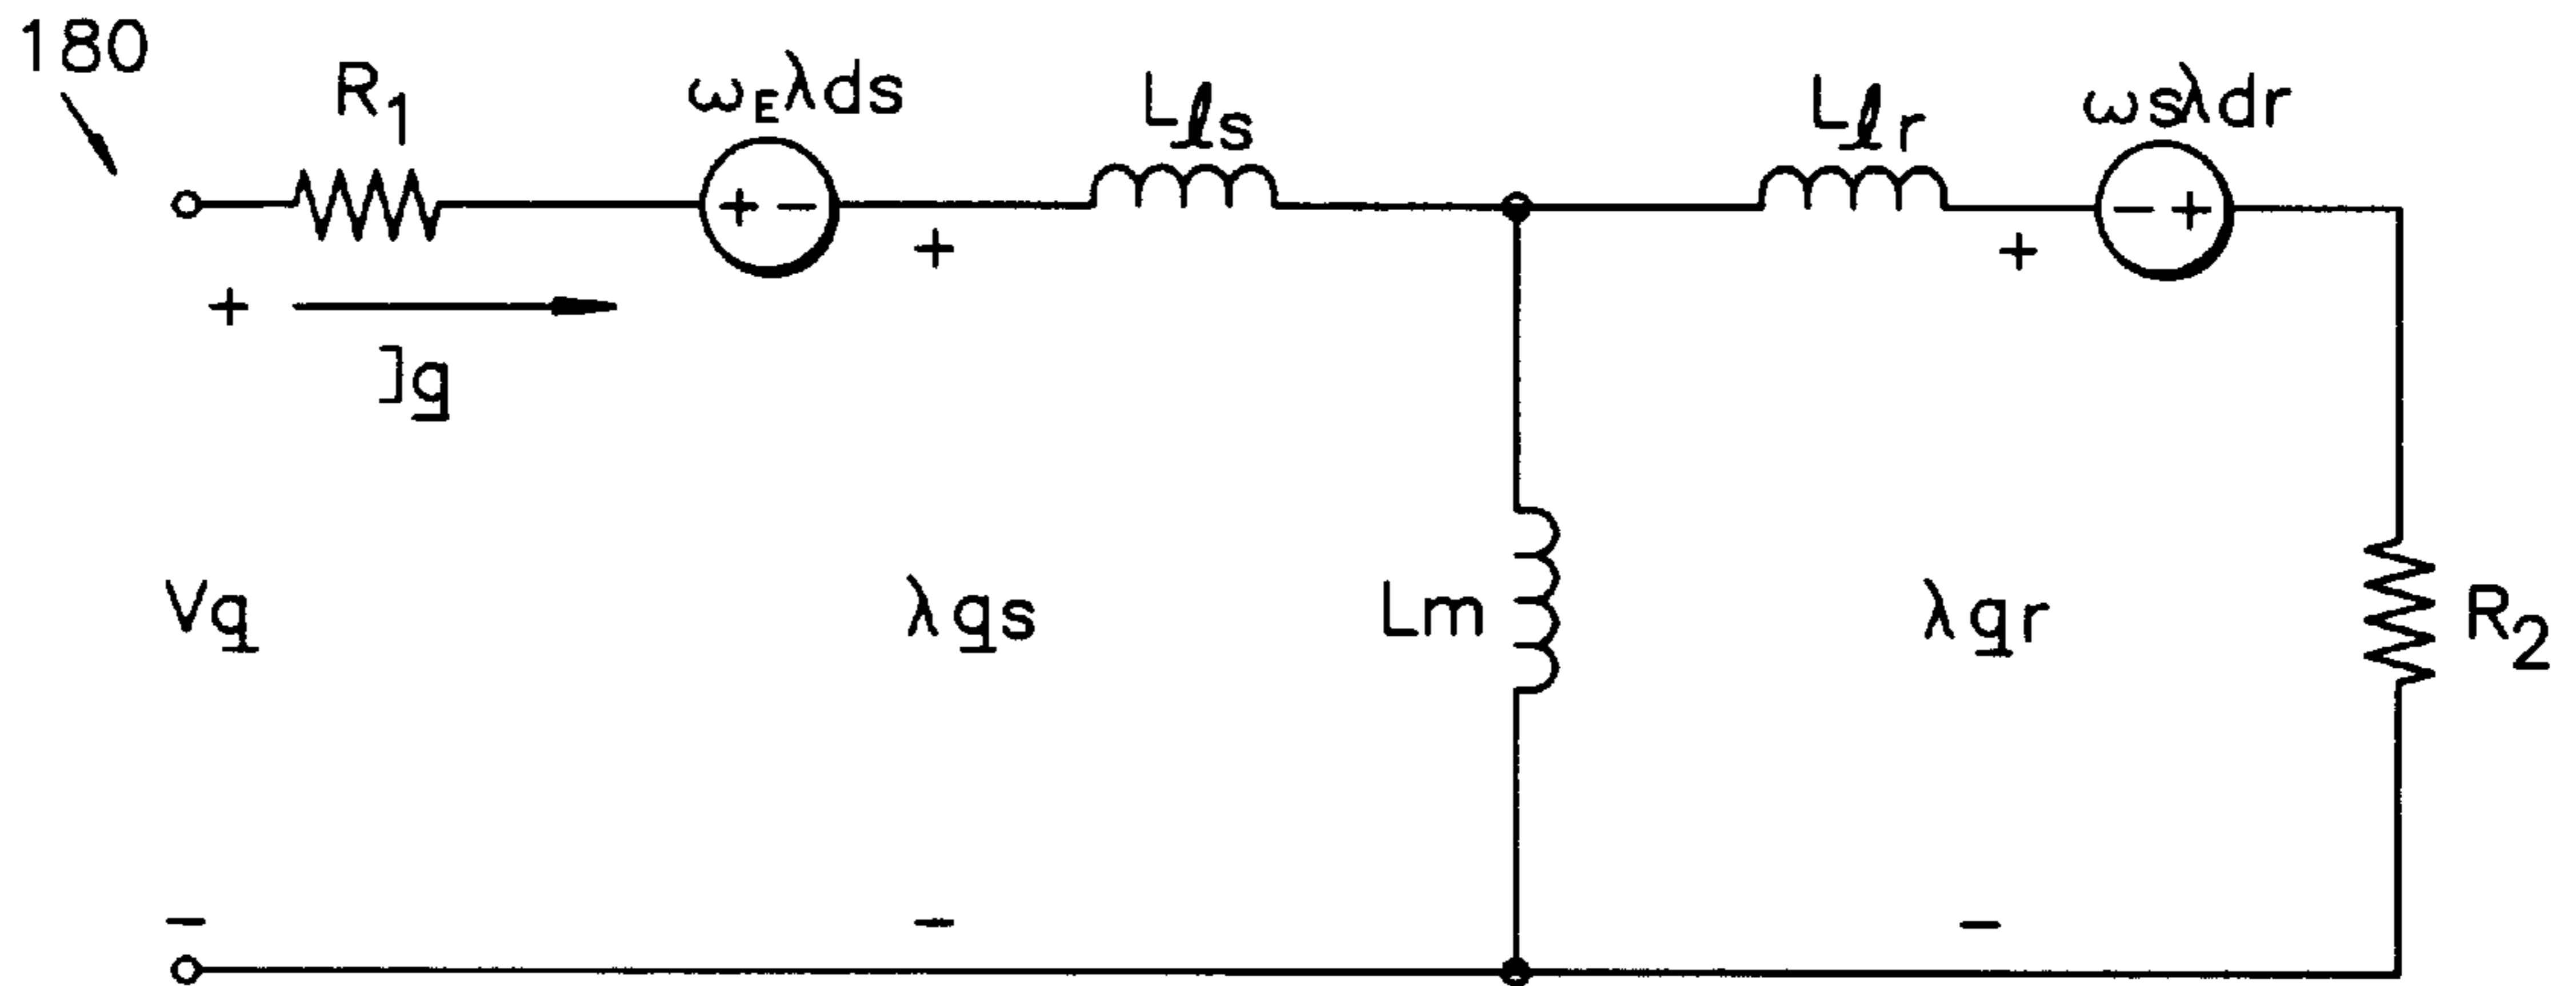 180
R1
ωEλds
Lℓs
Lℓr
ωsλdr
+ -
- +
+
+
+
Iq
Vq
λqs
Lm
λqr
R2
-
-
-